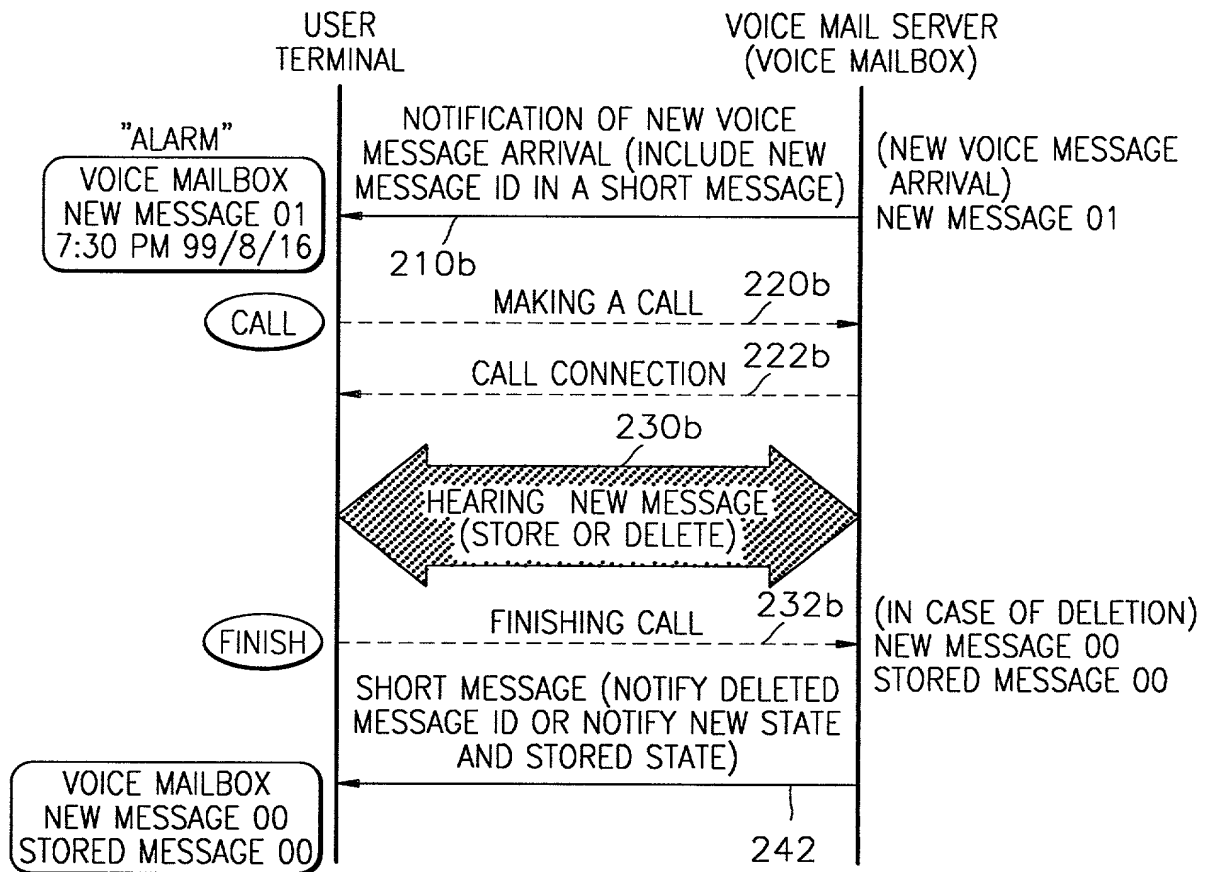 USER
TERMINAL
VOICE MAIL SERVER
(VOICE MAILBOX)
"ALARM"
VOICE MAILBOX
NEW MESSAGE 01
7:30 PM 99/8/16
NOTIFICATION OF NEW VOICE
MESSAGE ARRIVAL (INCLUDE NEW
MESSAGE ID IN A SHORT MESSAGE)
(NEW VOICE MESSAGE
ARRIVAL)
NEW MESSAGE 01
210b
CALL
MAKING A CALL
220b
CALL CONNECTION
222b
230b
HEARING NEW MESSAGE
(STORE OR DELETE)
FINISH
FINISHING CALL
232b
(IN CASE OF DELETION)
NEW MESSAGE 00
STORED MESSAGE 00
SHORT MESSAGE (NOTIFY DELETED
MESSAGE ID OR NOTIFY NEW STATE
AND STORED STATE)
VOICE MAILBOX
NEW MESSAGE 00
STORED MESSAGE 00
242